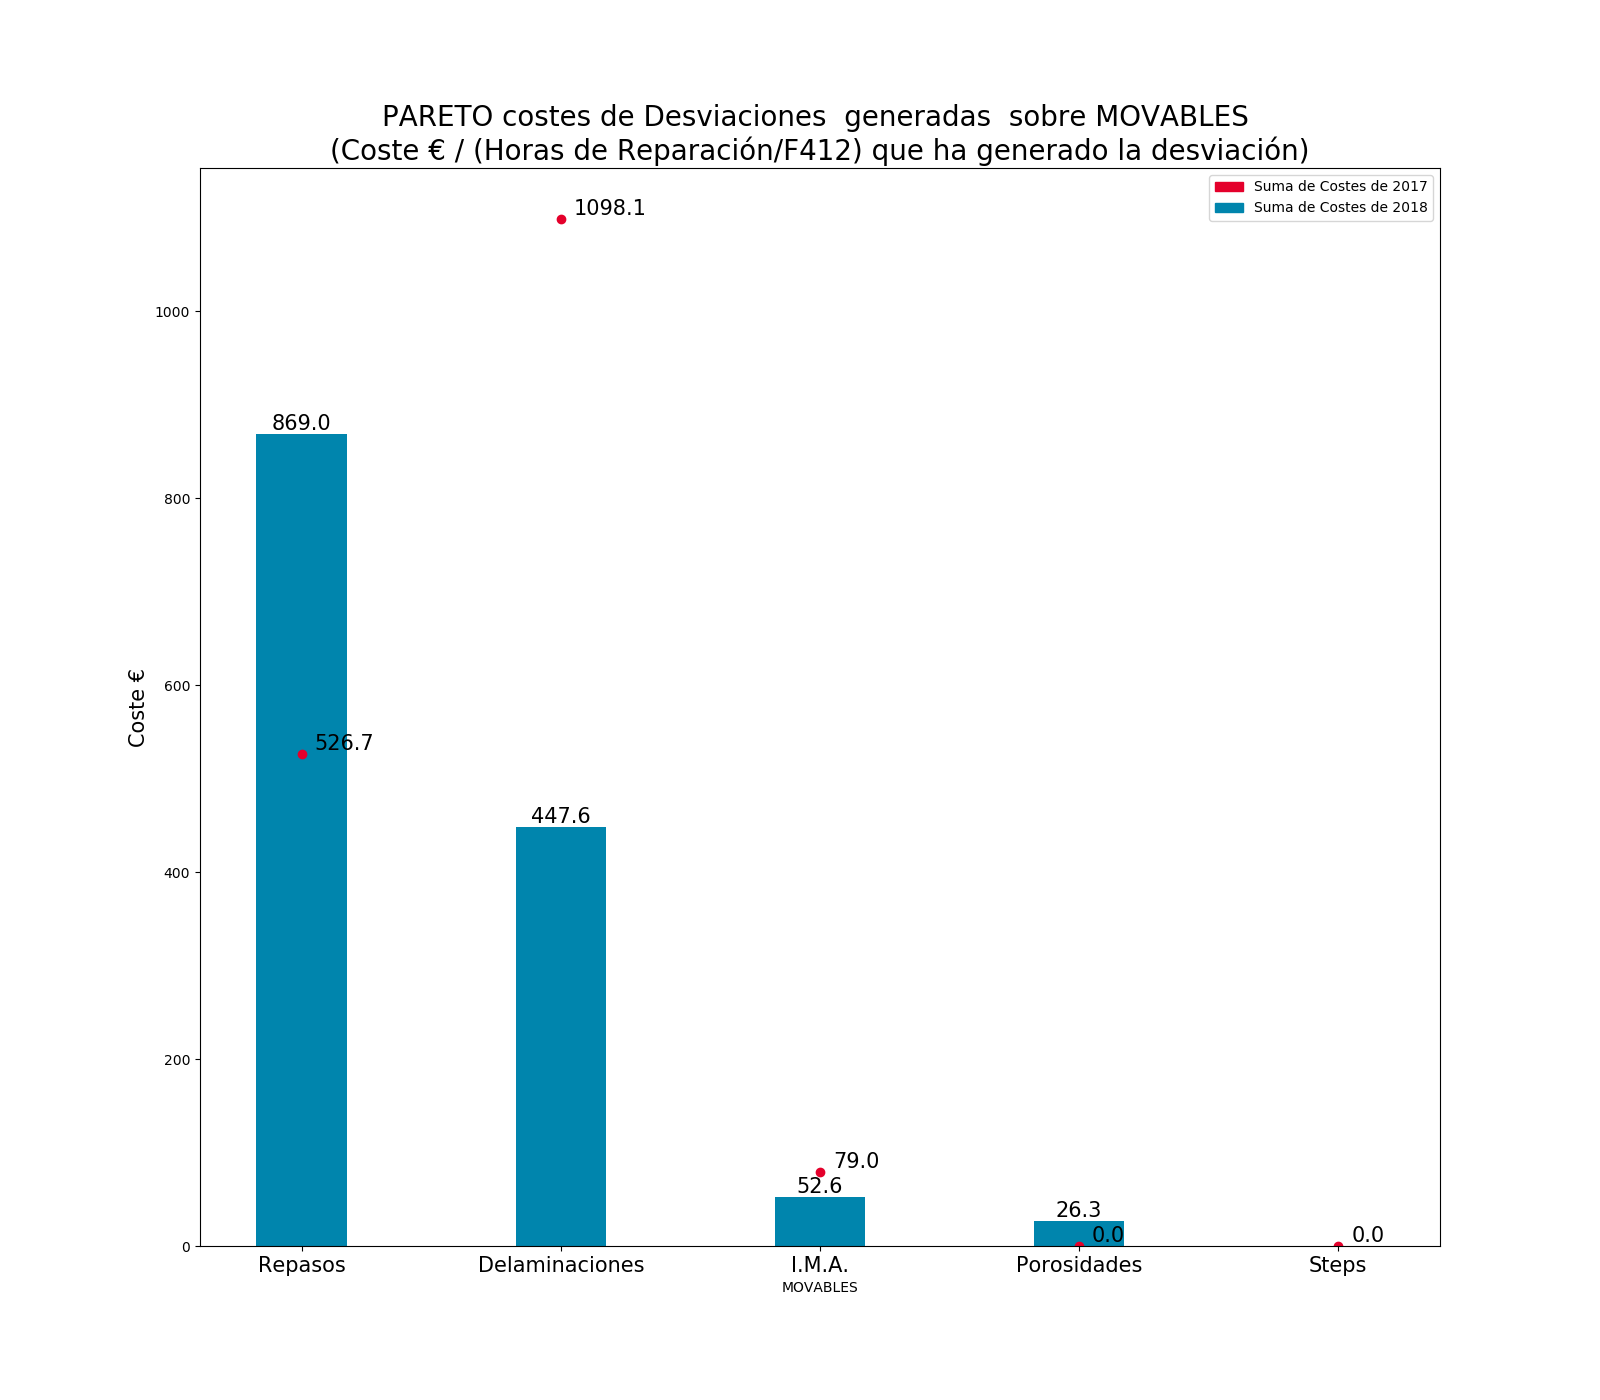 PARETO costes de Desviaciones  generadas  sobre MOVABLES
(Coste € / (Horas de Reparación/F412) que ha generado la desviación)
Suma de Costes de 2017
Suma de Costes de 2018
1098.1
1000
869.0
800
Coste €
600
526.7
447.6
400
200
79.0
52.6
26.3
0.0
0.0
0
Repasos
Delaminaciones
I.M.A.
Porosidades
Steps
MOVABLES